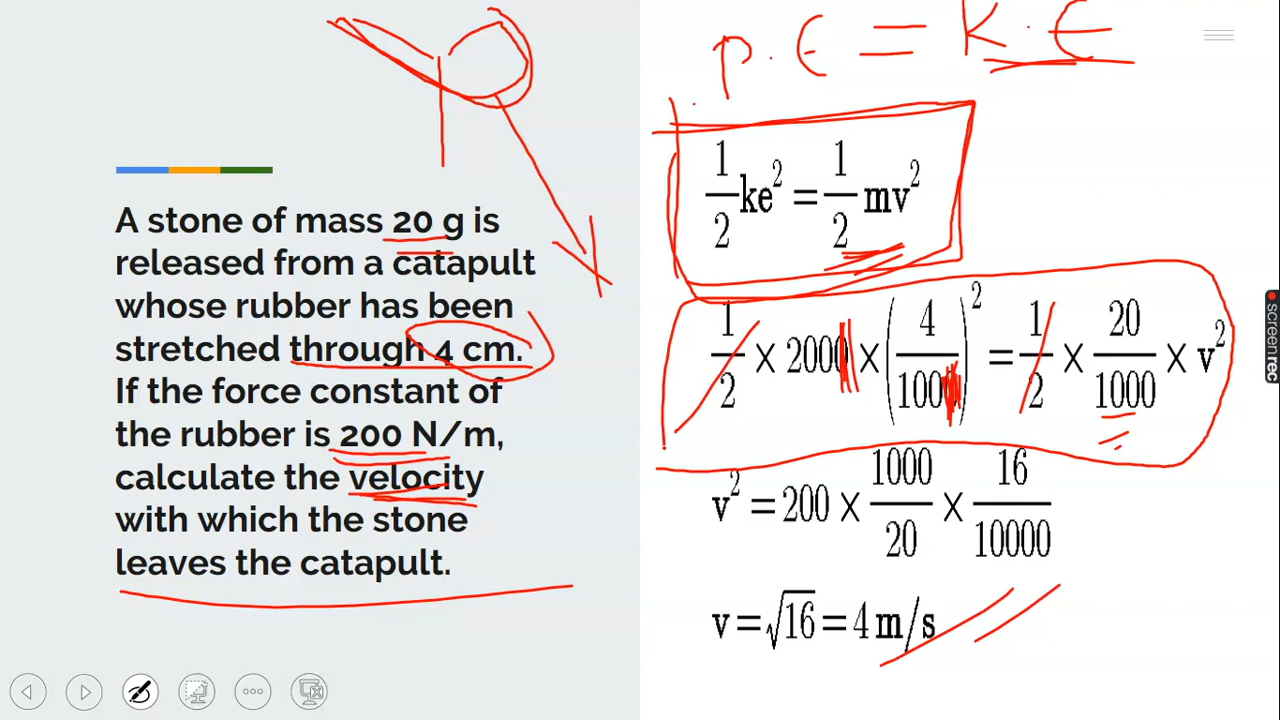 p.E = K.E
A stone of mass 20 g is
released from a catapult
whose rubber has been
stretched through 4 cm.
If the force constant of
the rubber is 200 N/m,
calculate the velocity
with which the stone
leaves the catapult.
1/2 ke² = 1/2 mv²
1/2 × 2000 × (4/1000)² = 1/2 × 20/1000 × v²
v² = 200 × 1000/20 × 16/10000
v = √16 = 4 m/s
screenrec